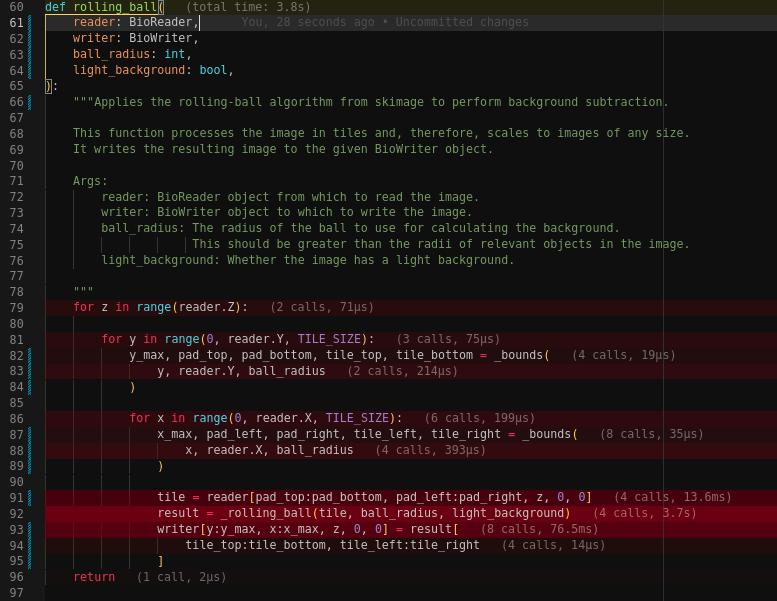 60 def rolling_ball( (total time: 3.8s)
61 reader: BioReader, You, 28 seconds ago • Uncommitted changes
62 writer: BioWriter,
63 ball_radius: int,
64 light_background: bool,
65 ):
66 """Applies the rolling-ball algorithm from skimage to perform background subtraction.
67
68 This function processes the image in tiles and, therefore, scales to images of any size.
69 It writes the resulting image to the given BioWriter object.
70
71 Args:
72 reader: BioReader object from which to read the image.
73 writer: BioWriter object to which to write the image.
74 ball_radius: The radius of the ball to use for calculating the background.
75 This should be greater than the radii of relevant objects in the image.
76 light_background: Whether the image has a light background.
77
78 """
79 for z in range(reader.Z): (2 calls, 71µs)
80
81 for y in range(0, reader.Y, TILE_SIZE): (3 calls, 75µs)
82 y_max, pad_top, pad_bottom, tile_top, tile_bottom = _bounds( (4 calls, 19µs)
83 y, reader.Y, ball_radius (2 calls, 214µs)
84 )
85
86 for x in range(0, reader.X, TILE_SIZE): (6 calls, 199µs)
87 x_max, pad_left, pad_right, tile_left, tile_right = _bounds( (8 calls, 35µs)
88 x, reader.X, ball_radius (4 calls, 393µs)
89 )
90
91 tile = reader[pad_top:pad_bottom, pad_left:pad_right, z, 0, 0] (4 calls, 13.6ms)
92 result = _rolling_ball(tile, ball_radius, light_background) (4 calls, 3.7s)
93 writer[y:y_max, x:x_max, z, 0, 0] = result[ (8 calls, 76.5ms)
94 tile_top:tile_bottom, tile_left:tile_right (4 calls, 14µs)
95 ]
96 return (1 call, 2µs)
97